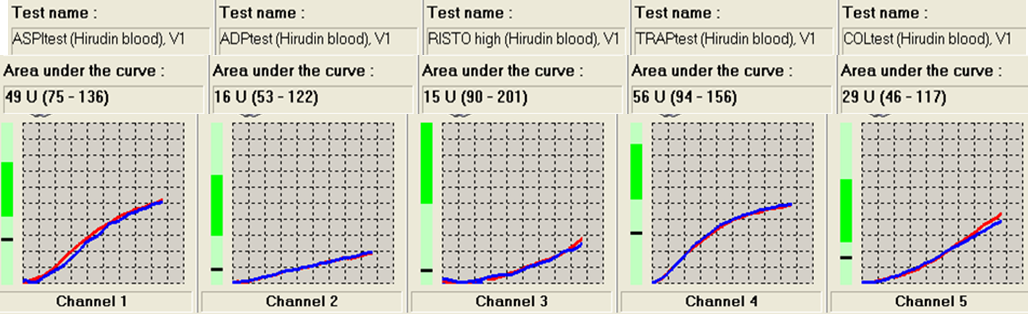 Test name : Test name : Test name : Test name : Test name :
ASPItest (Hirudin blood), V1 ADPtest (Hirudin blood), V1 RISTO high (Hirudin blood), V1 TRAPtest (Hirudin blood), V1 COLtest (Hirudin blood), V1
Area under the curve : Area under the curve : Area under the curve : Area under the curve : Area under the curve :
49 U (75 - 136) 16 U (53 - 122) 15 U (90 - 201) 56 U (94 - 156) 29 U (46 - 117)
Channel 1 Channel 2 Channel 3 Channel 4 Channel 5